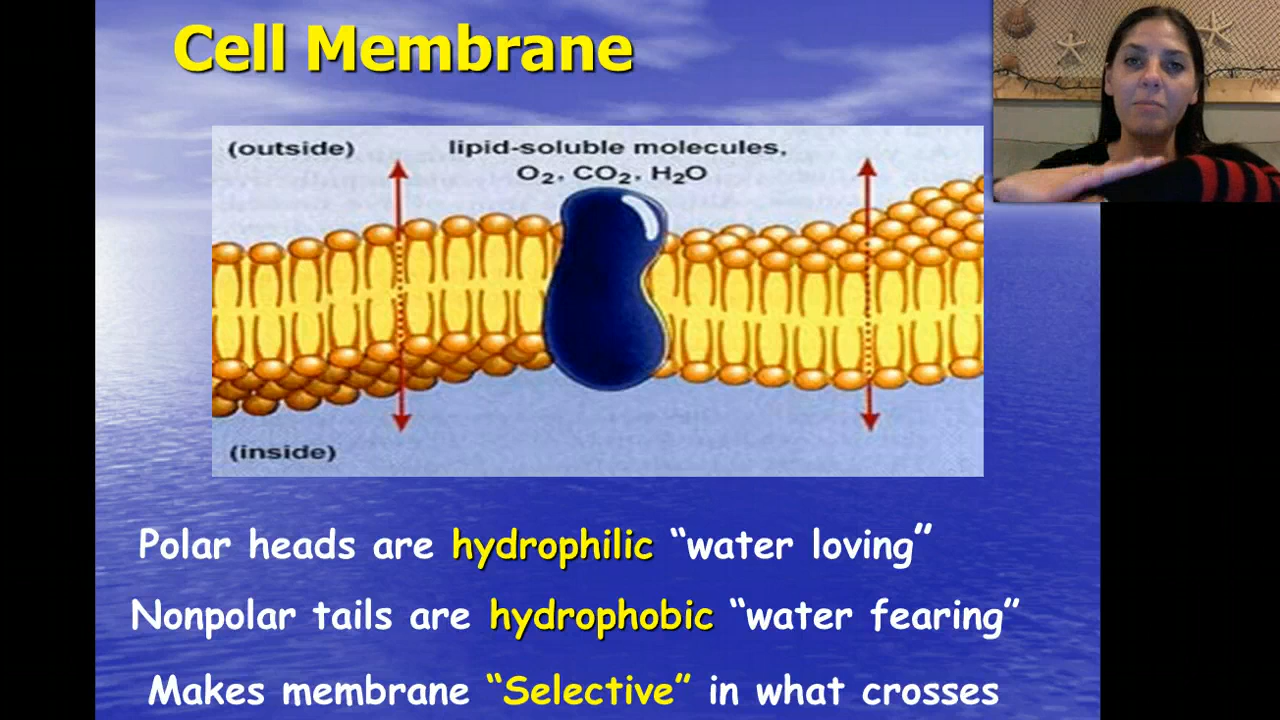 Cell Membrane
(outside)
lipid-soluble molecules,
O₂, CO₂, H₂O
(inside)
Polar heads are hydrophilic “water loving”
Nonpolar tails are hydrophobic “water fearing”
Makes membrane “Selective” in what crosses